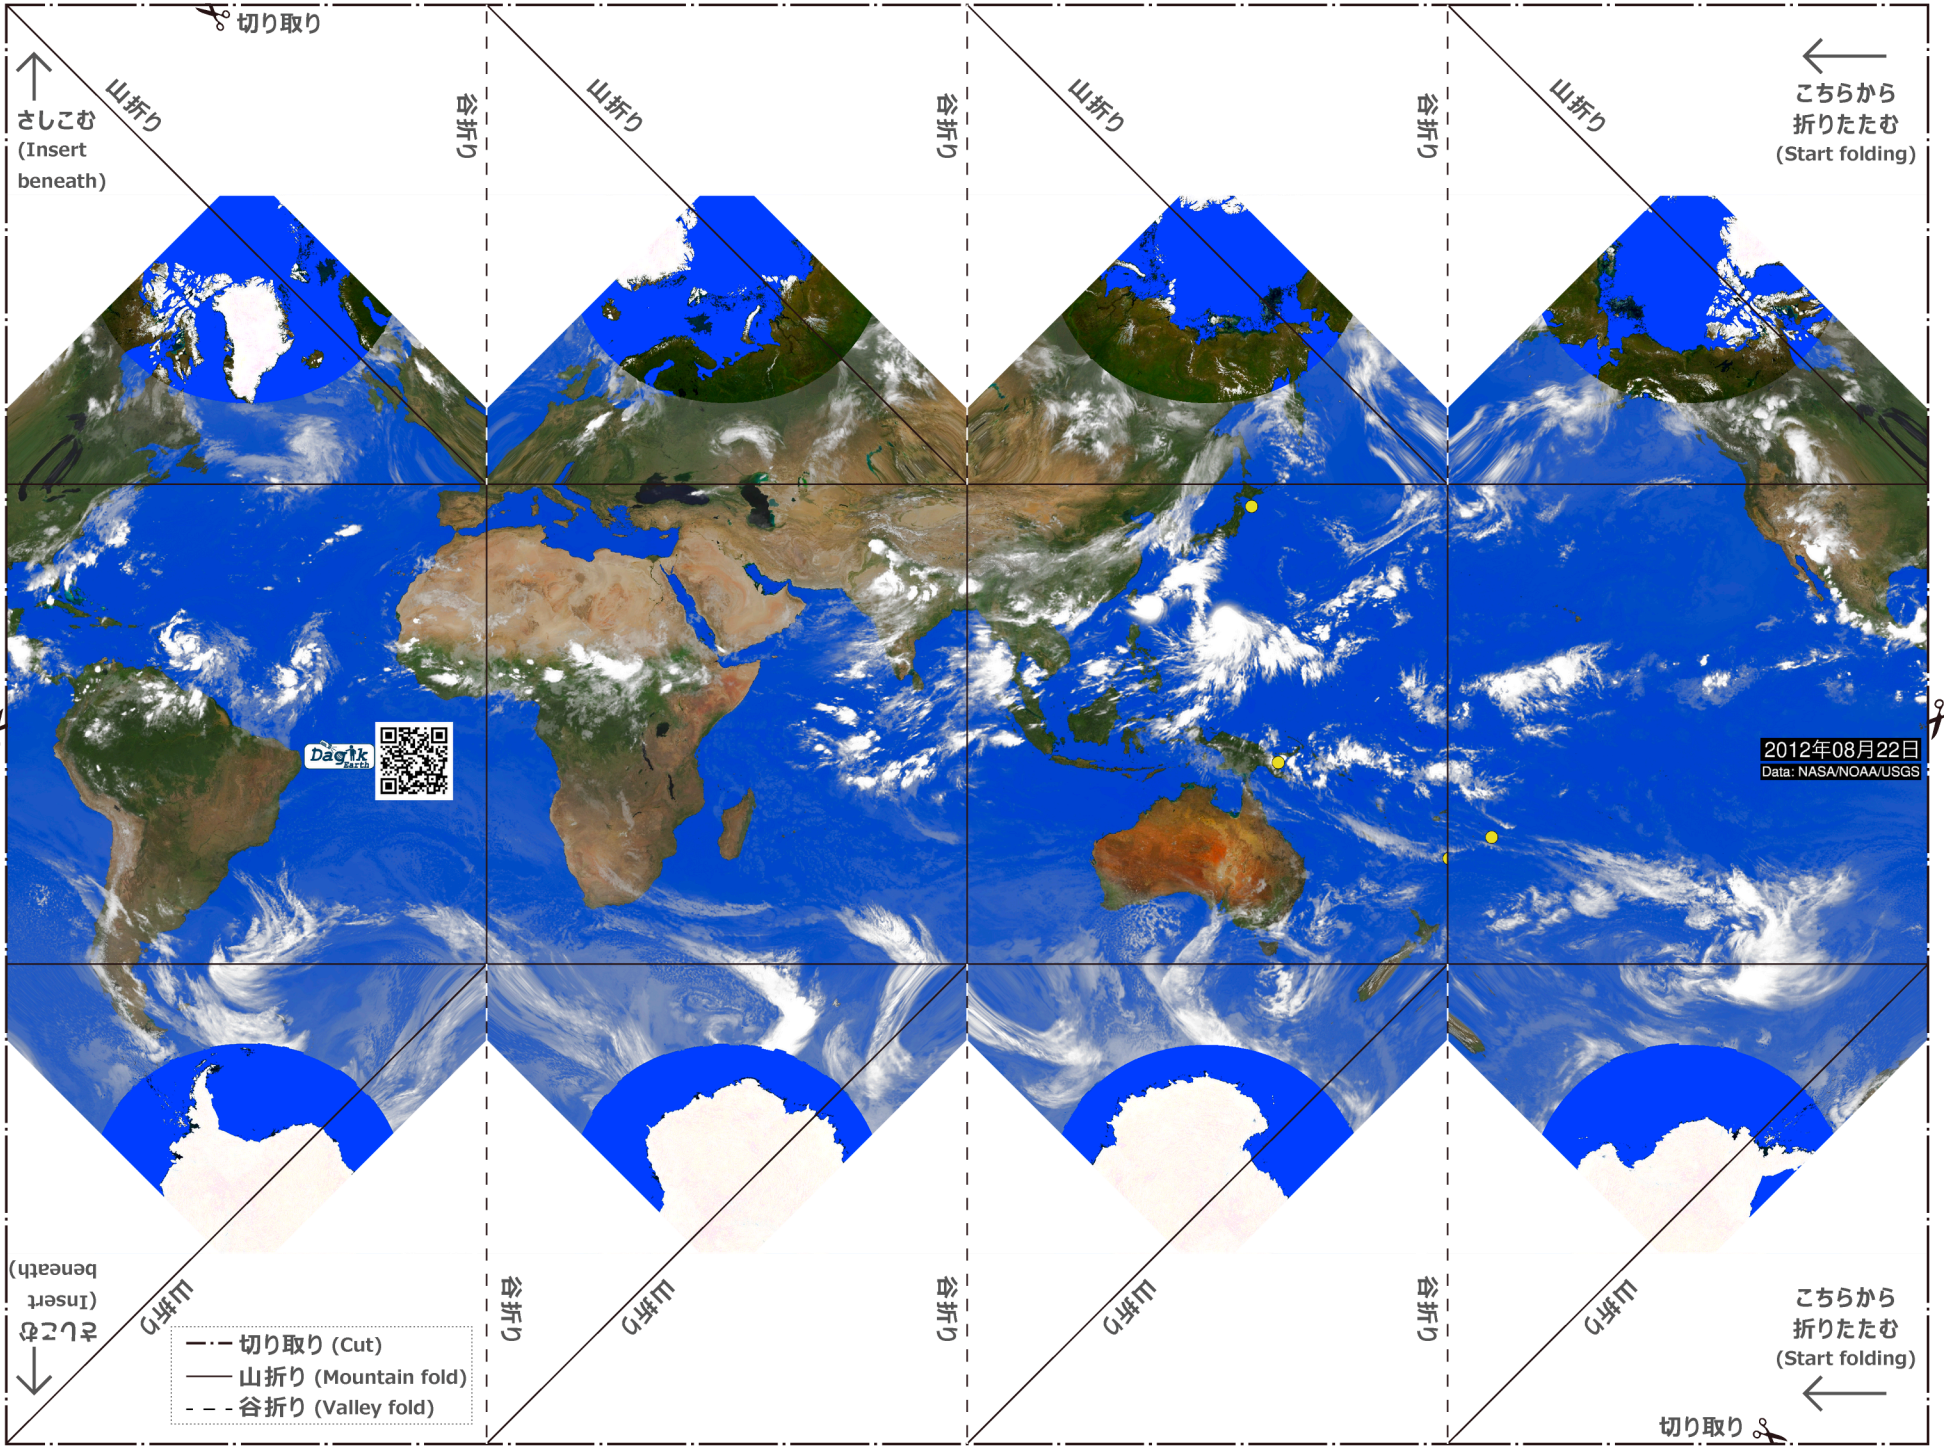 切り取り
山折り
谷折り
山折り
谷折り
山折り
谷折り
山折り
こちらから
折りたたむ
(Start folding)
さしこむ
(Insert
beneath)
Dagik
Earth
2012年08月22日
Data: NASA/NOAA/USGS
さしこむ
(Insert
beneath)
山折り
谷折り
山折り
谷折り
山折り
谷折り
山折り
こちらから
折りたたむ
(Start folding)
切り取り (Cut)
山折り (Mountain fold)
谷折り (Valley fold)
切り取り